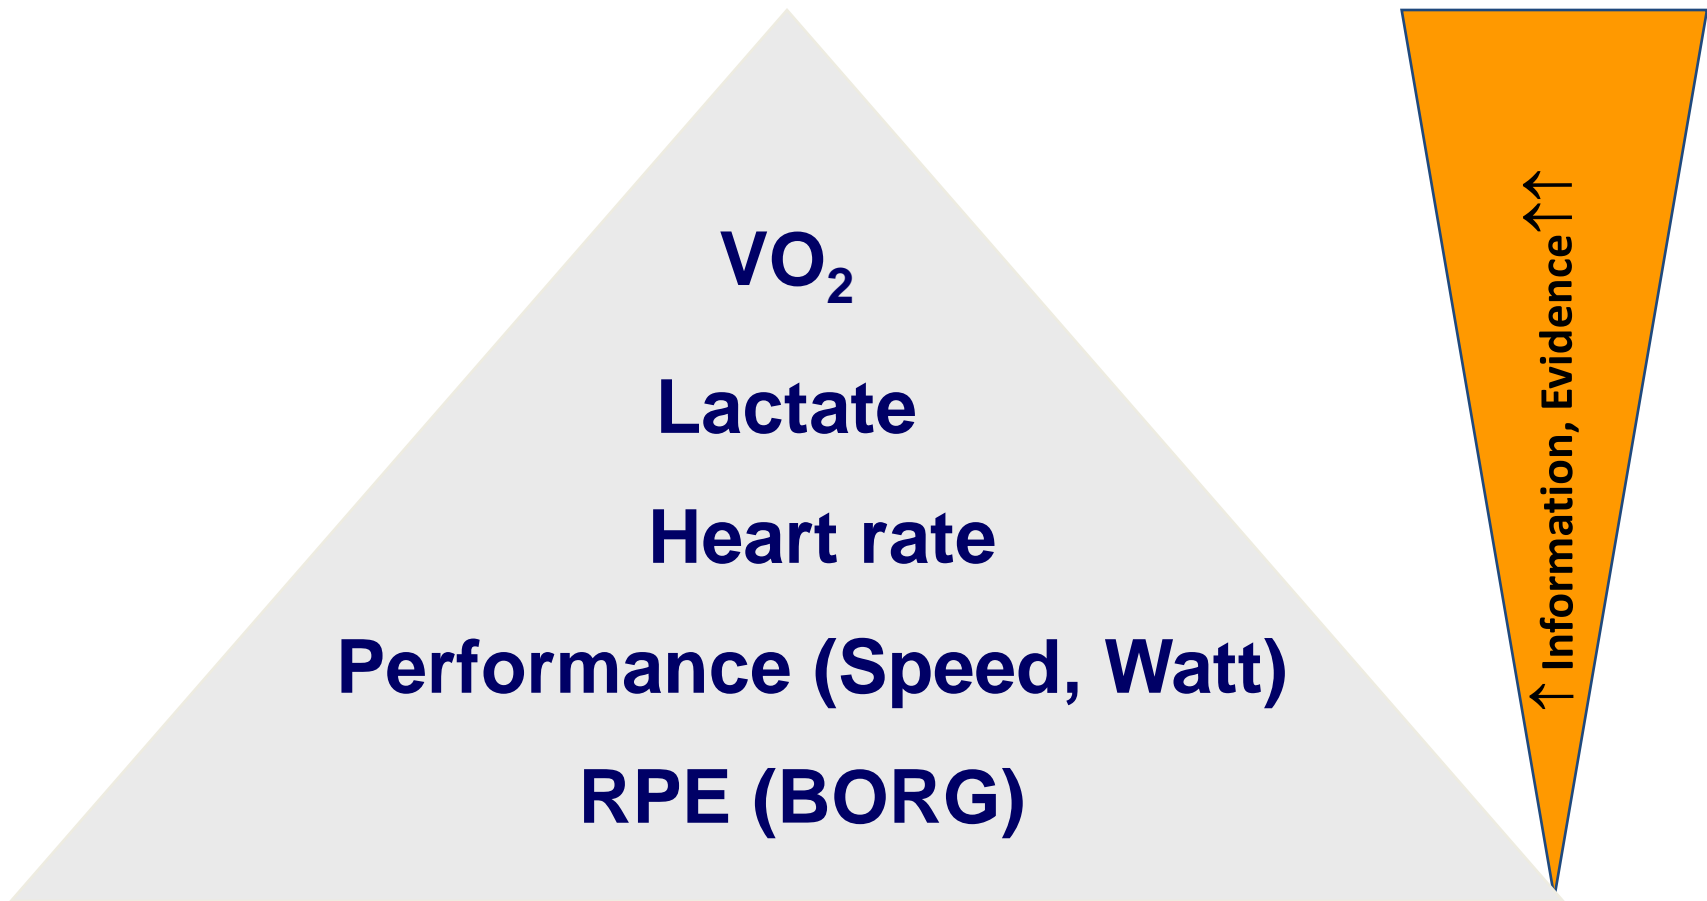 VO₂
Lactate
Heart rate
Performance (Speed, Watt)
RPE (BORG)
↑ Information, Evidence↑↑